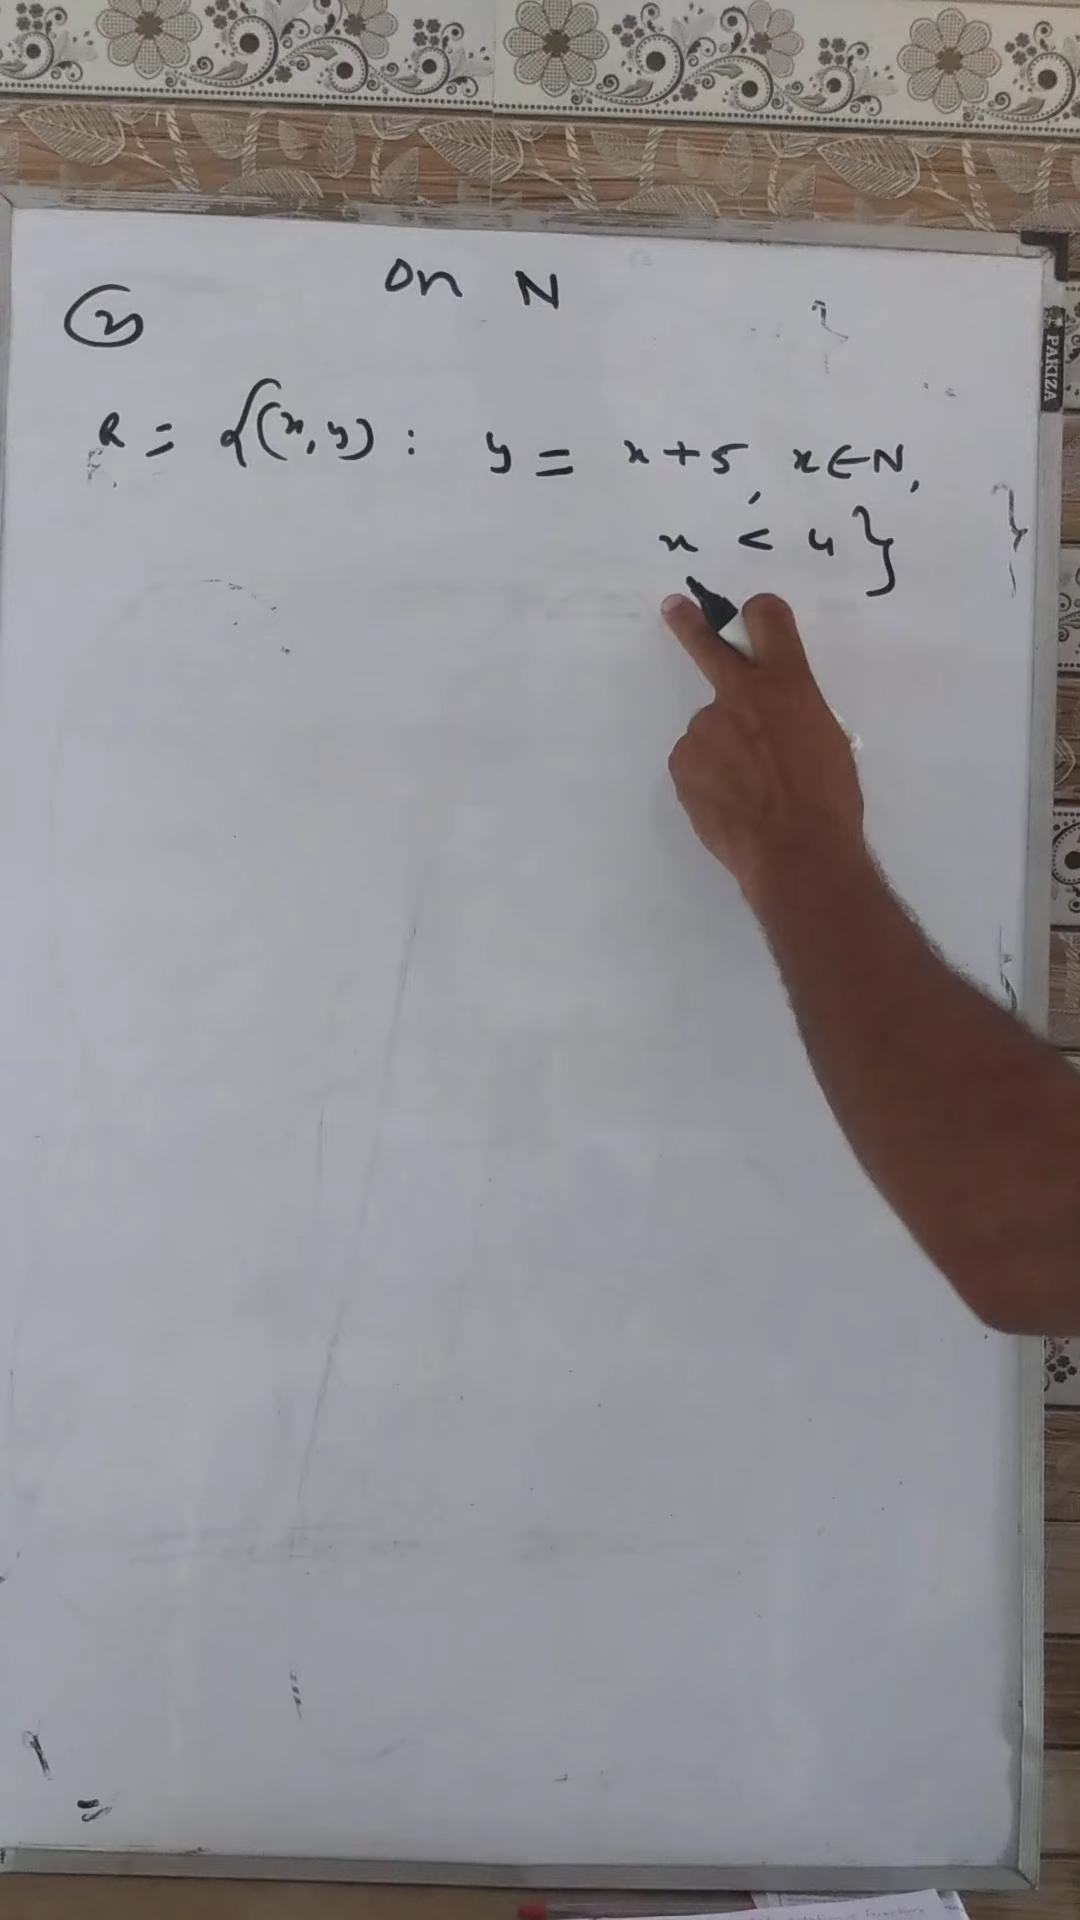 on N
②
R = {(x,y) : y = x+5, x∈N,
x < 4}
PAKIZA